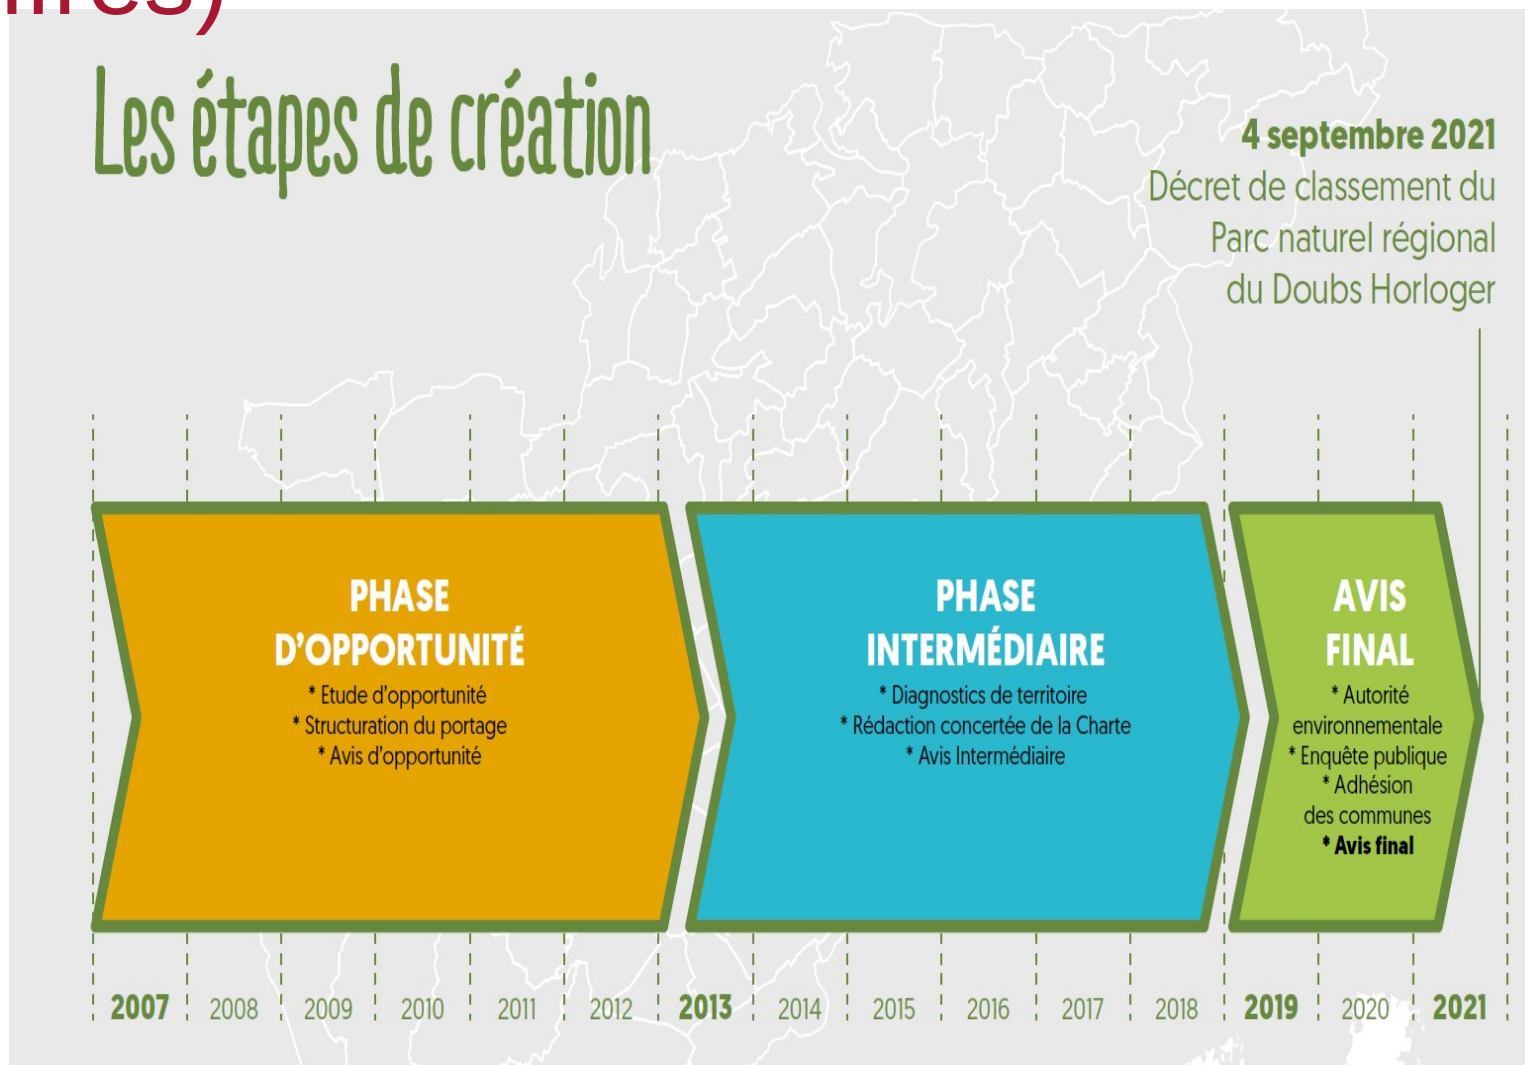 Les étapes de création
4 septembre 2021
Décret de classement du
Parc naturel régional
du Doubs Horloger
PHASE
D’OPPORTUNITÉ
* Etude d’opportunité
* Structuration du portage
* Avis d’opportunité
PHASE
INTERMÉDIAIRE
* Diagnostics de territoire
* Rédaction concertée de la Charte
* Avis Intermédiaire
AVIS
FINAL
* Autorité
environnementale
* Enquête publique
* Adhésion
des communes
* Avis final
2007 2008 2009 2010 2011 2012 2013 2014 2015 2016 2017 2018 2019 2020 2021